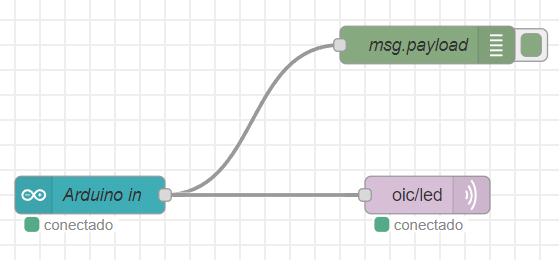 msg.payload
Arduino in
oic/led
conectado
conectado